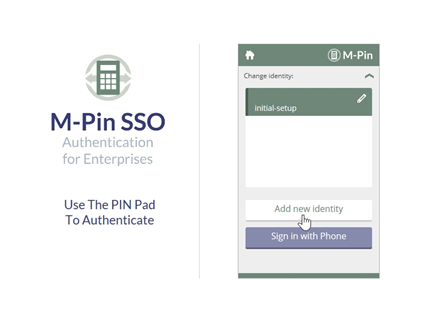 M-Pin SSO
Authentication
for Enterprises
Use The PIN Pad
To Authenticate
M-Pin
Change identity:
initial-setup
Add new identity
Sign in with Phone